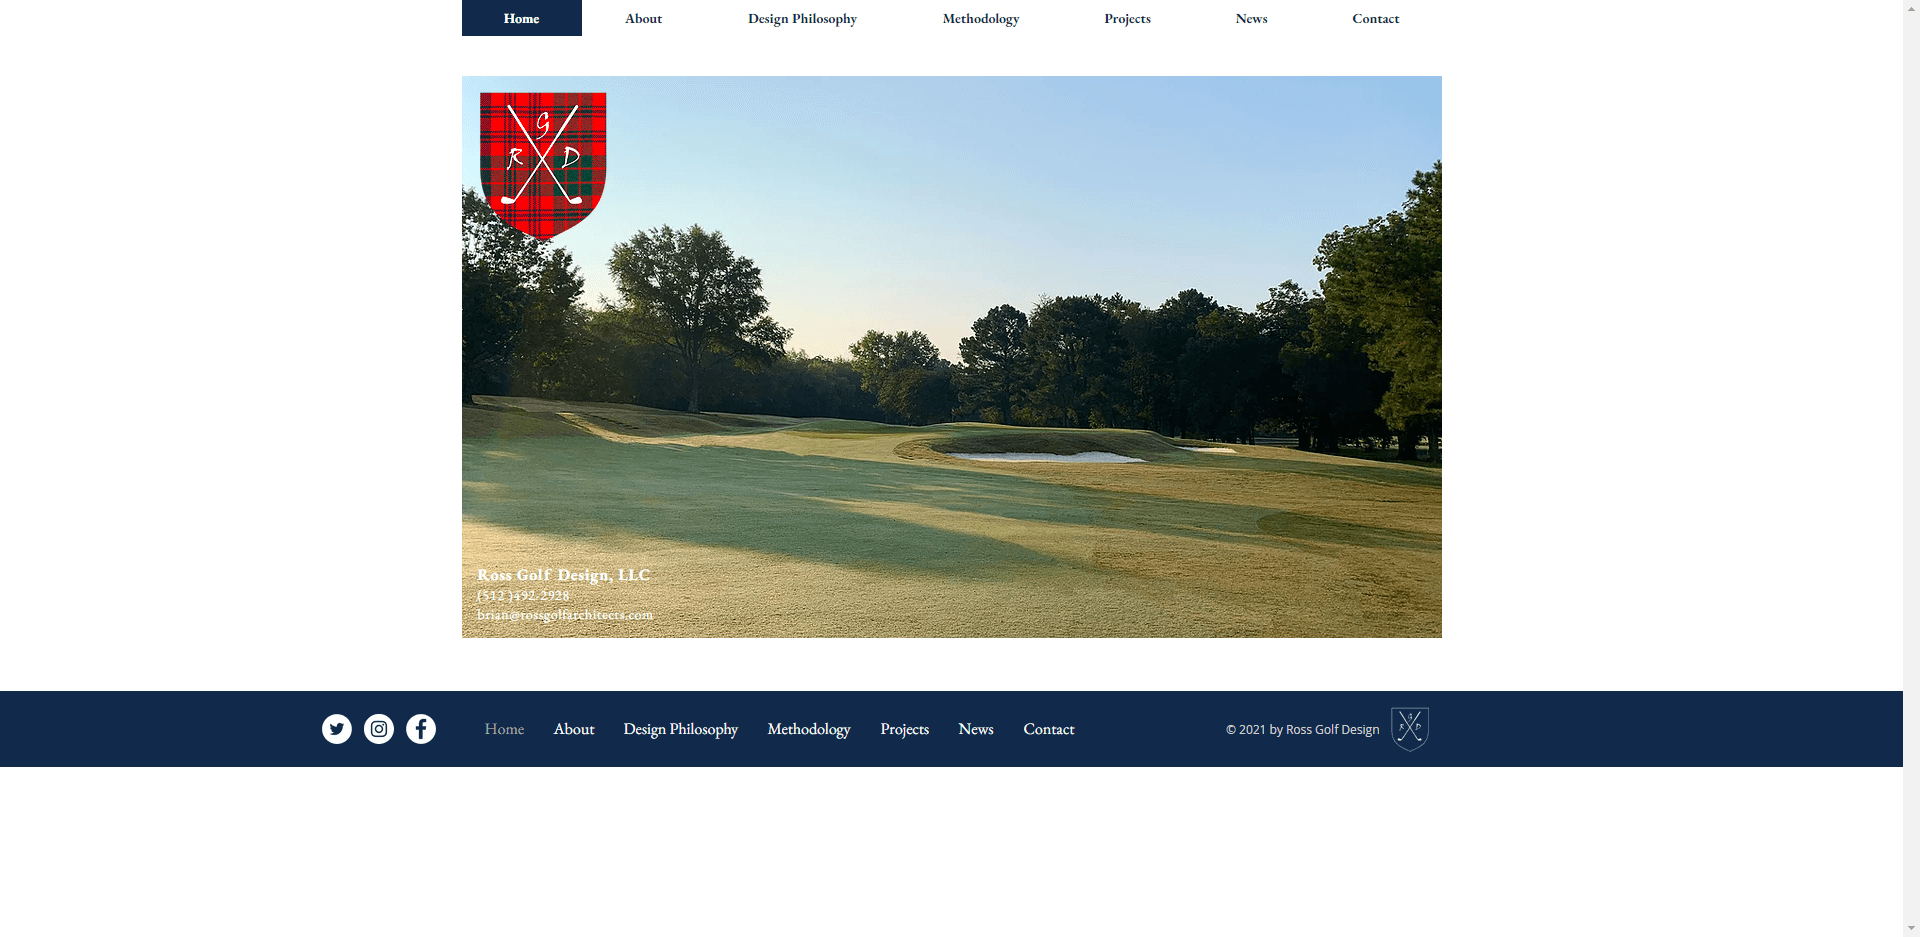 Home About Design Philosophy Methodology Projects News Contact
G
R D
Ross Golf Design, LLC
(512 )492-2928
brian@rossgolfarchitects.com
Home About Design Philosophy Methodology Projects News Contact © 2021 by Ross Golf Design
G
R D